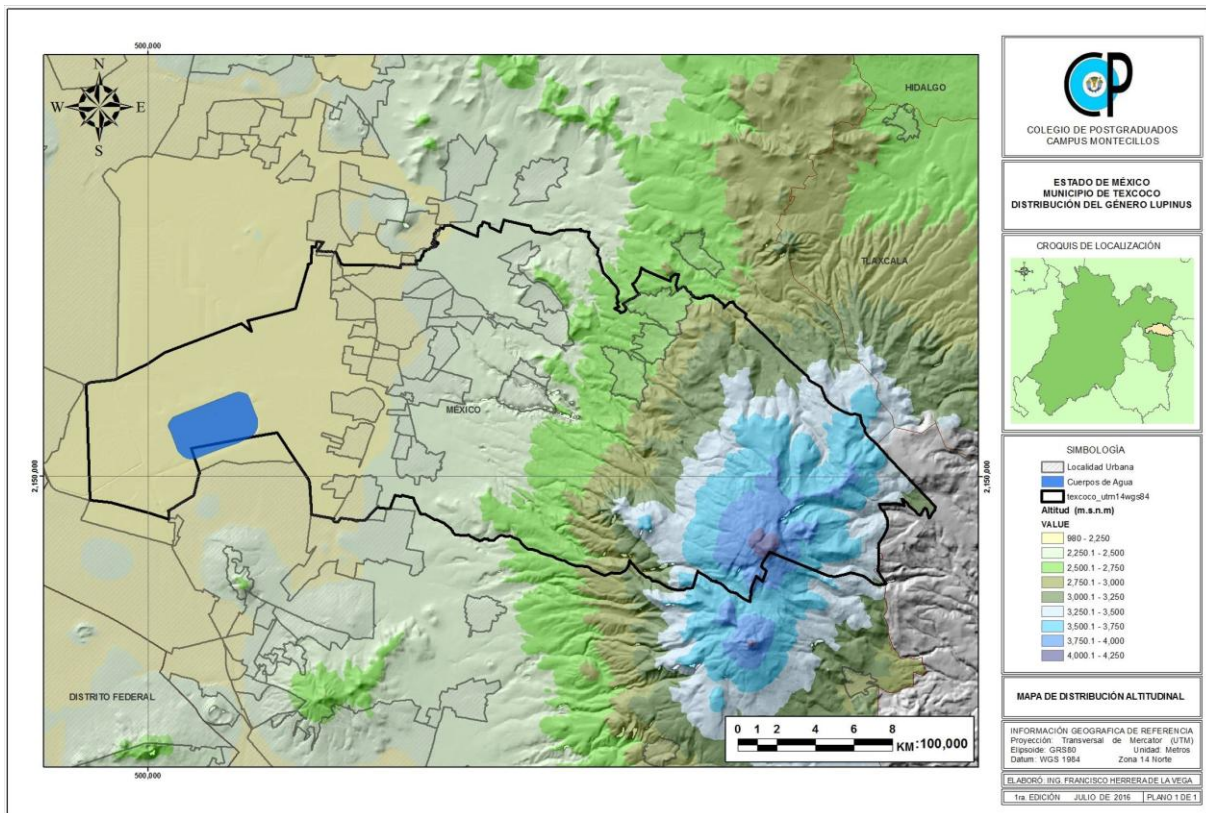 500,000
N
W E
S
HIDALGO
TLAXCALA
MÉXICO
2,150,000
2,150,000
DISTRITO FEDERAL
0 1 2 4 6 8
KM:100,000
500,000
CP
COLEGIO DE POSTGRADUADOS
CAMPUS MONTECILLOS
ESTADO DE MÉXICO
MUNICIPIO DE TEXCOCO
DISTRIBUCIÓN DEL GÉNERO LUPINUS
CROQUIS DE LOCALIZACIÓN
SIMBOLOGÍA
Localidad Urbana
Cuerpos de Agua
texcoco_utm14wgs84
Altitud (m.s.n.m)
VALUE
980 - 2,250
2,250.1 - 2,500
2,500.1 - 2,750
2,750.1 - 3,000
3,000.1 - 3,250
3,250.1 - 3,500
3,500.1 - 3,750
3,750.1 - 4,000
4,000.1 - 4,250
MAPA DE DISTRIBUCIÓN ALTITUDINAL
INFORMACIÓN GEOGRAFICA DE REFERENCIA
Proyección: Transversal de Mercator (UTM)
Elipsoide: GRS80 Unidad: Metros
Datum: WGS 1984 Zona 14 Norte
ELABORÓ: ING. FRANCISCO HERRERA DE LA VEGA
1ra. EDICIÓN JULIO DE 2016 PLANO 1 DE 1